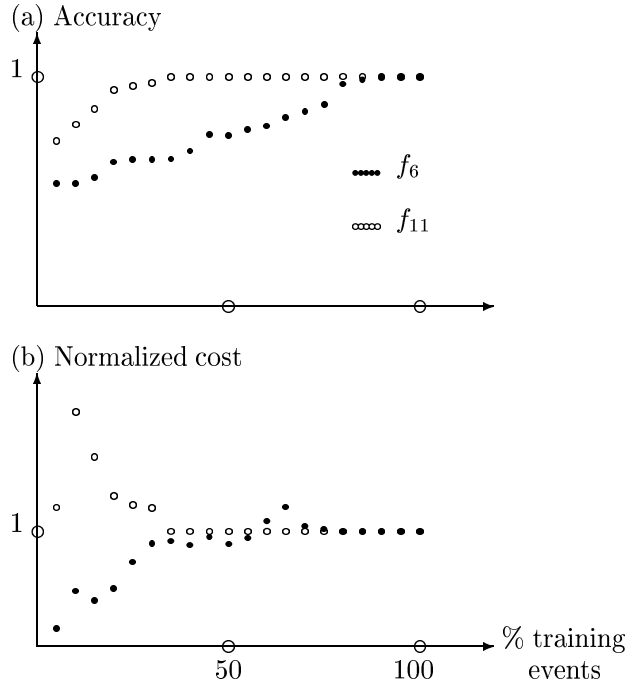 (a) Accuracy
1
f6
f11
(b) Normalized cost
1
% training
events
50
100